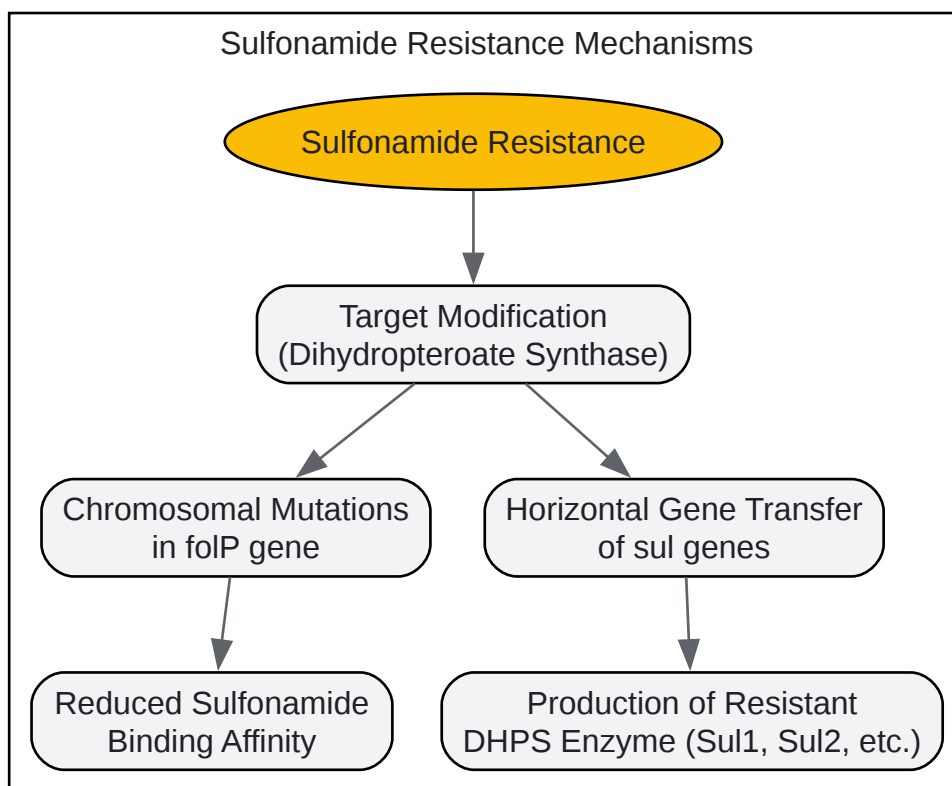 Sulfonamide Resistance Mechanisms
Sulfonamide Resistance
Target Modification
(Dihydropteroate Synthase)
Chromosomal Mutations
in folP gene
Horizontal Gene Transfer
of sul genes
Reduced Sulfonamide
Binding Affinity
Production of Resistant
DHPS Enzyme (Sul1, Sul2, etc.)